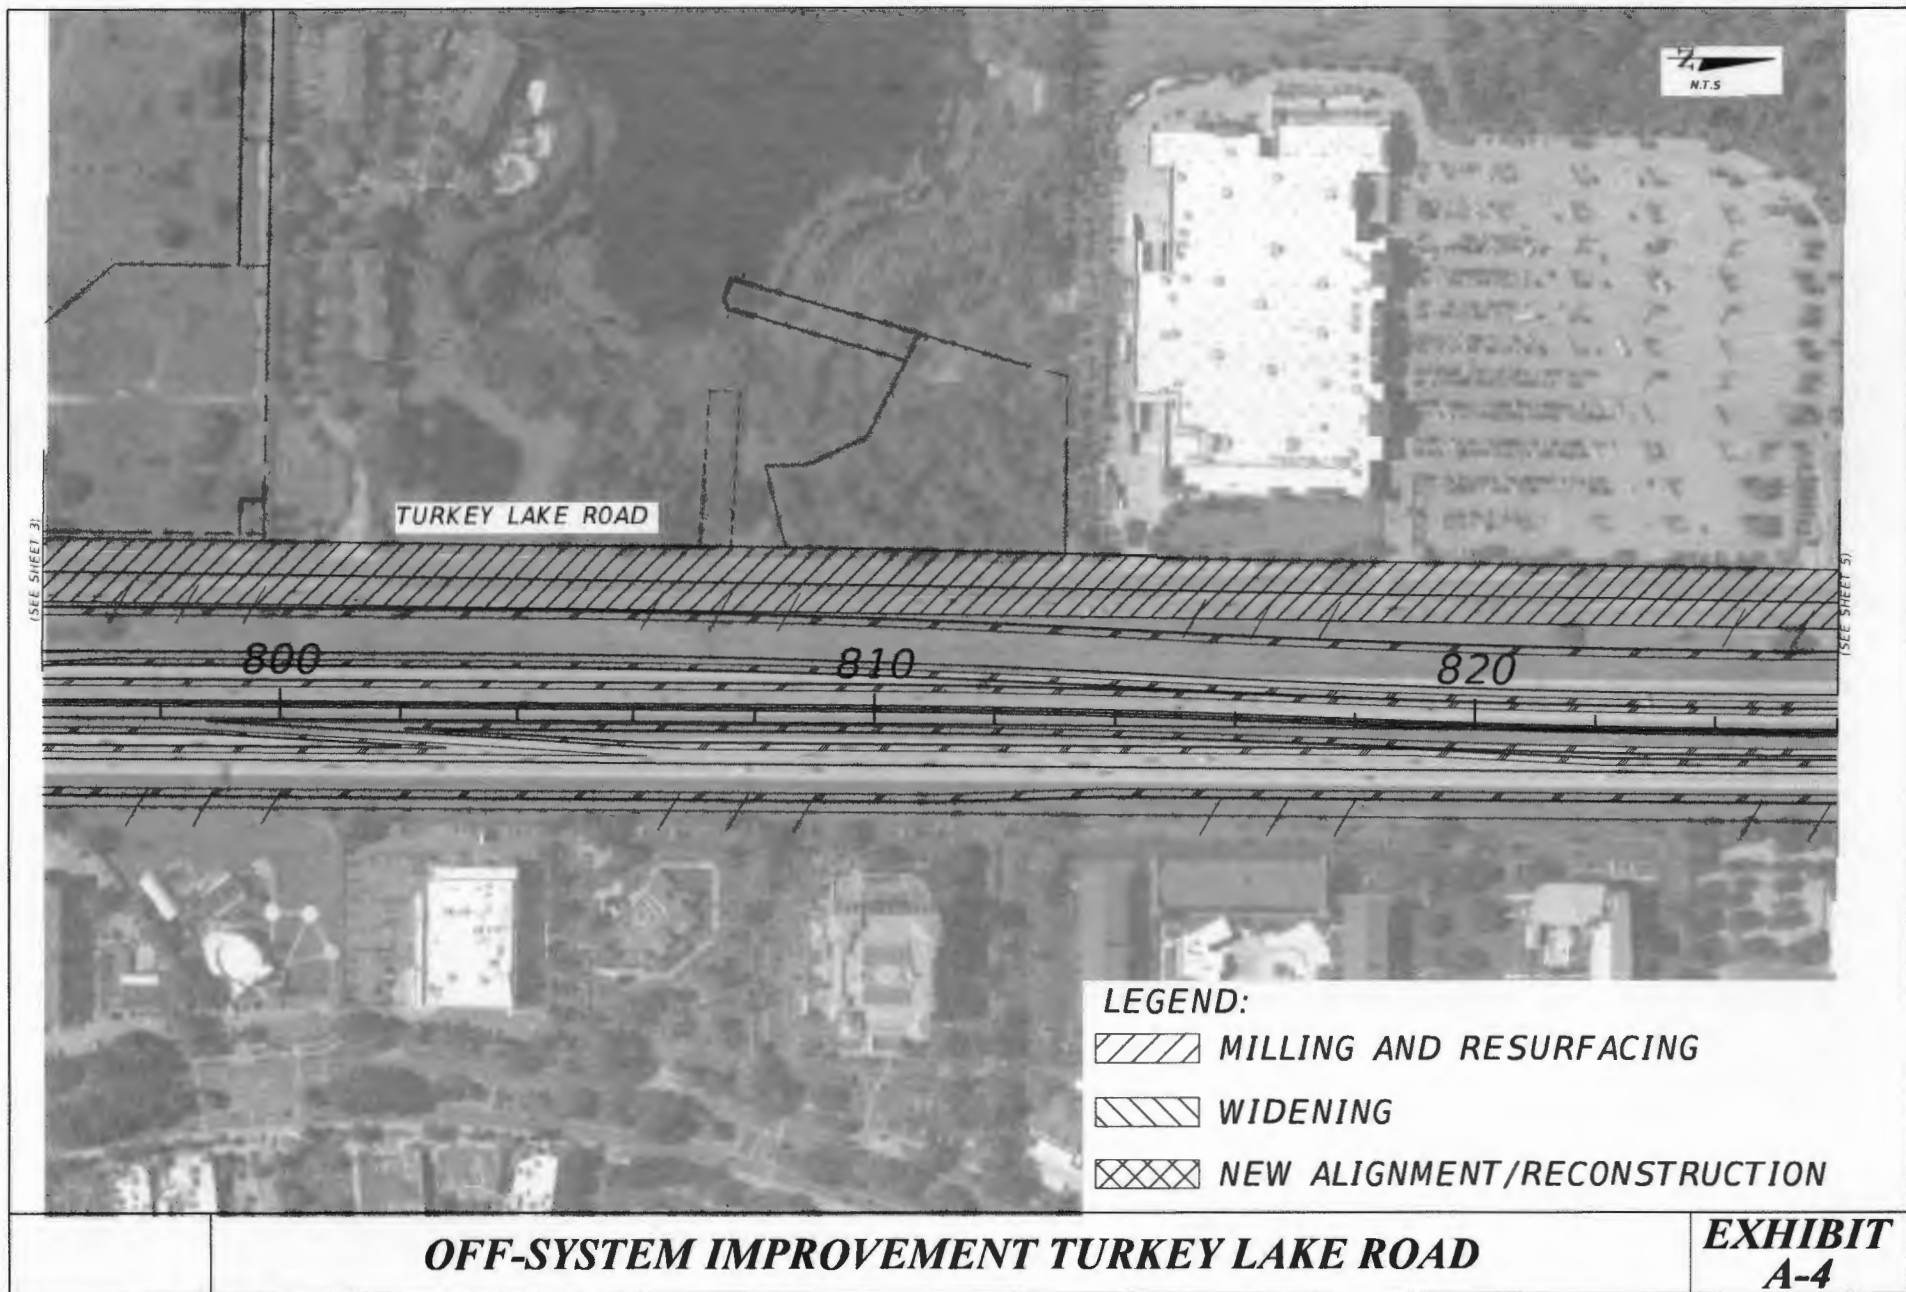 N
N.T.S
TURKEY LAKE ROAD
(SEE SHEET 3)
(SEE SHEET 5)
800
810
820
LEGEND:
MILLING AND RESURFACING
WIDENING
NEW ALIGNMENT/RECONSTRUCTION
OFF-SYSTEM IMPROVEMENT TURKEY LAKE ROAD
EXHIBIT
A-4